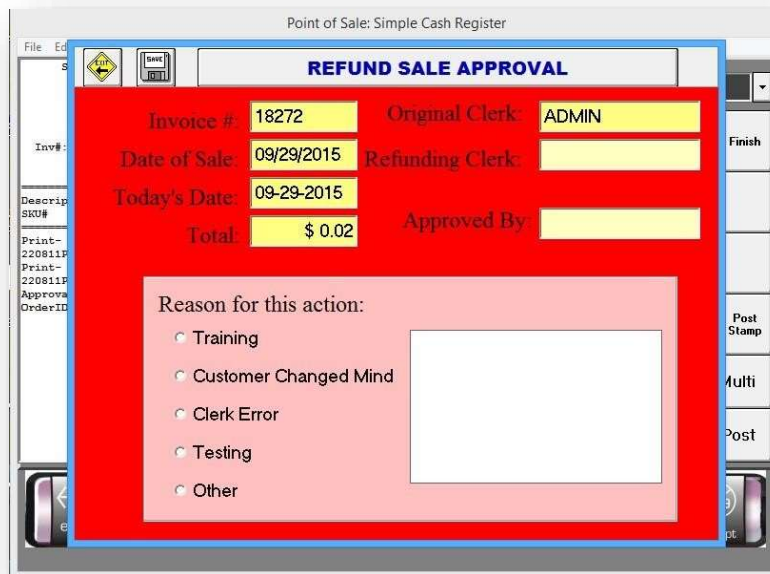 Point of Sale: Simple Cash Register
File Ed
EXIT
SAVE
REFUND SALE APPROVAL
S
Invoice #: 18272 Original Clerk: ADMIN
Date of Sale: 09/29/2015 Refunding Clerk:
Today's Date: 09-29-2015
Total: $ 0.02 Approved By:
Inv#:
Descrip
SKU#
Print-
220811P
Print-
220811P
Approva
OrderID
Reason for this action:
Training
Customer Changed Mind
Clerk Error
Testing
Other
Finish
Post
Stamp
Multi
Post
e
pt